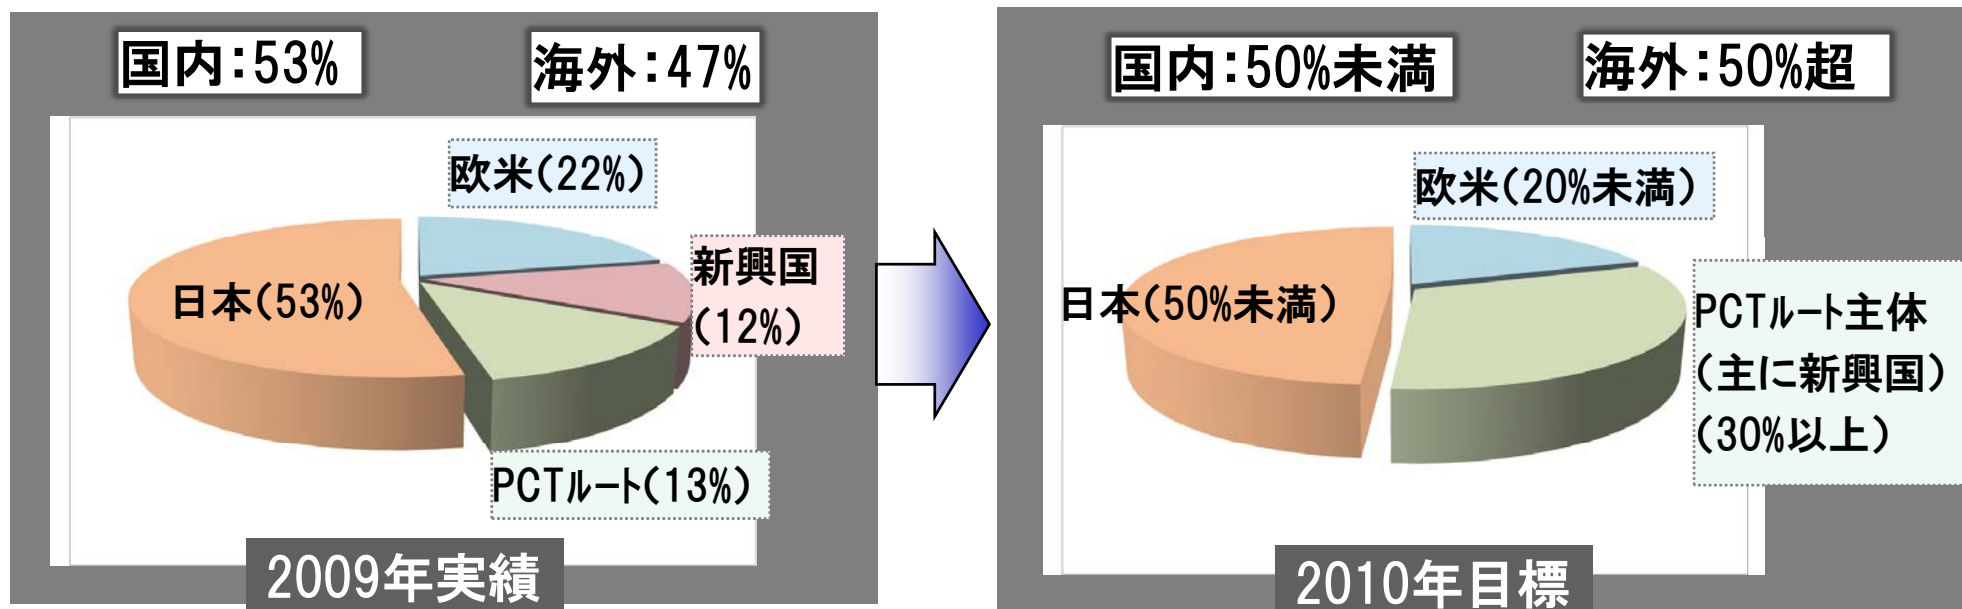 国内:53%
海外:47%
欧米(22%)
新興国
(12%)
日本(53%)
PCTルート(13%)
2009年実績
国内:50%未満
海外:50%超
欧米(20%未満)
日本(50%未満)
PCTルート主体
(主に新興国)
(30%以上)
2010年目標